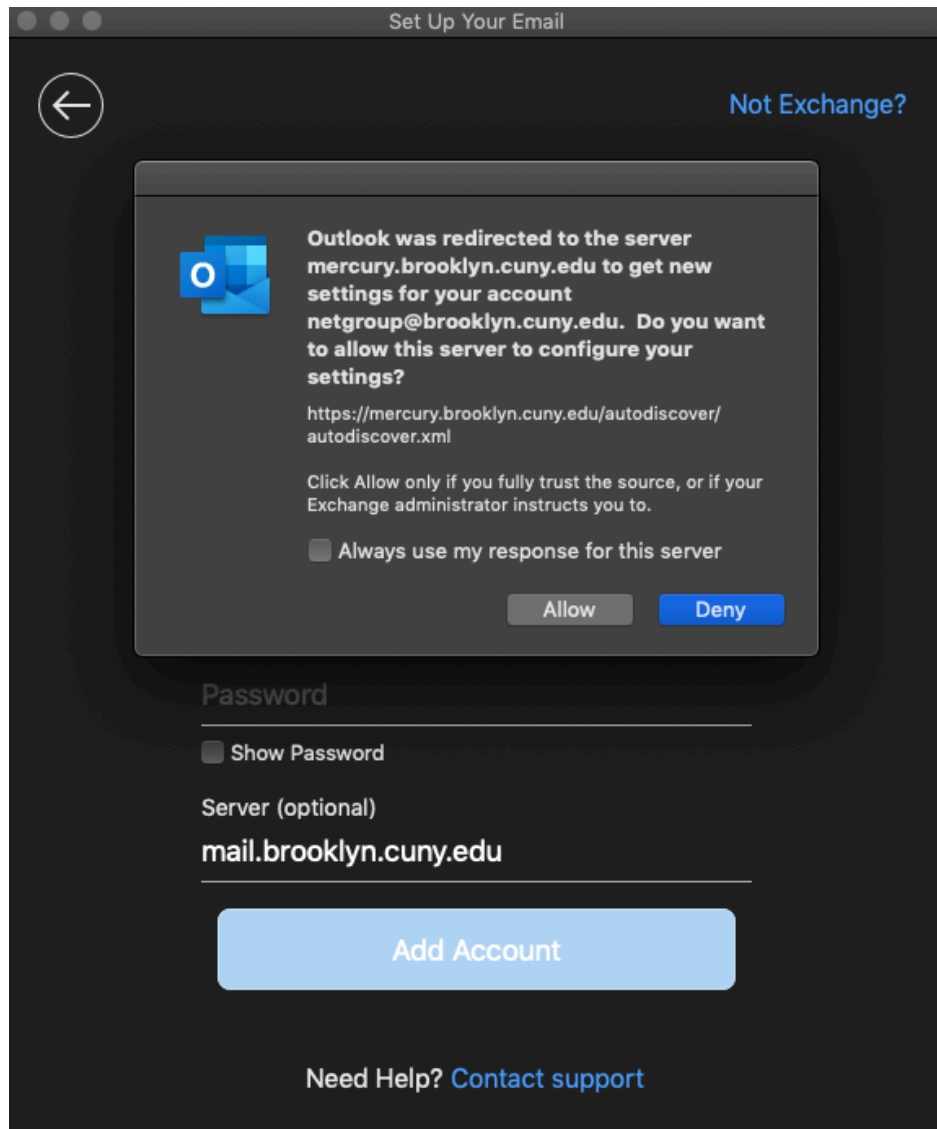 Set Up Your Email
Not Exchange?
Outlook was redirected to the server
mercury.brooklyn.cuny.edu to get new
settings for your account
netgroup@brooklyn.cuny.edu.  Do you want
to allow this server to configure your
settings?
https://mercury.brooklyn.cuny.edu/autodiscover/
autodiscover.xml
Click Allow only if you fully trust the source, or if your
Exchange administrator instructs you to.
Always use my response for this server
Allow
Deny
Password
Show Password
Server (optional)
mail.brooklyn.cuny.edu
Add Account
Need Help? Contact support